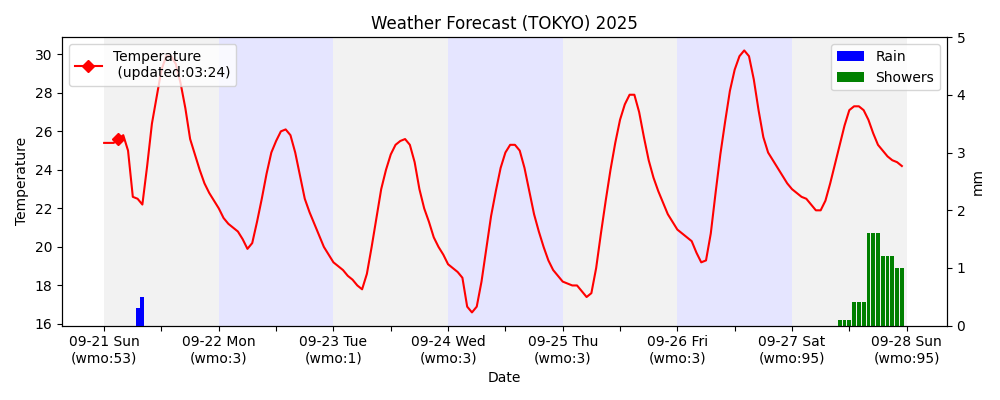 Weather Forecast (TOKYO) 2025
Temperature
(updated:03:24)
Rain
Showers
Temperature
30
28
26
24
22
20
18
16
5
4
3
2
1
0
mm
09-21 Sun
(wmo:53)
09-22 Mon
(wmo:3)
09-23 Tue
(wmo:1)
09-24 Wed
(wmo:3)
09-25 Thu
(wmo:3)
09-26 Fri
(wmo:3)
09-27 Sat
(wmo:95)
09-28 Sun
(wmo:95)
Date